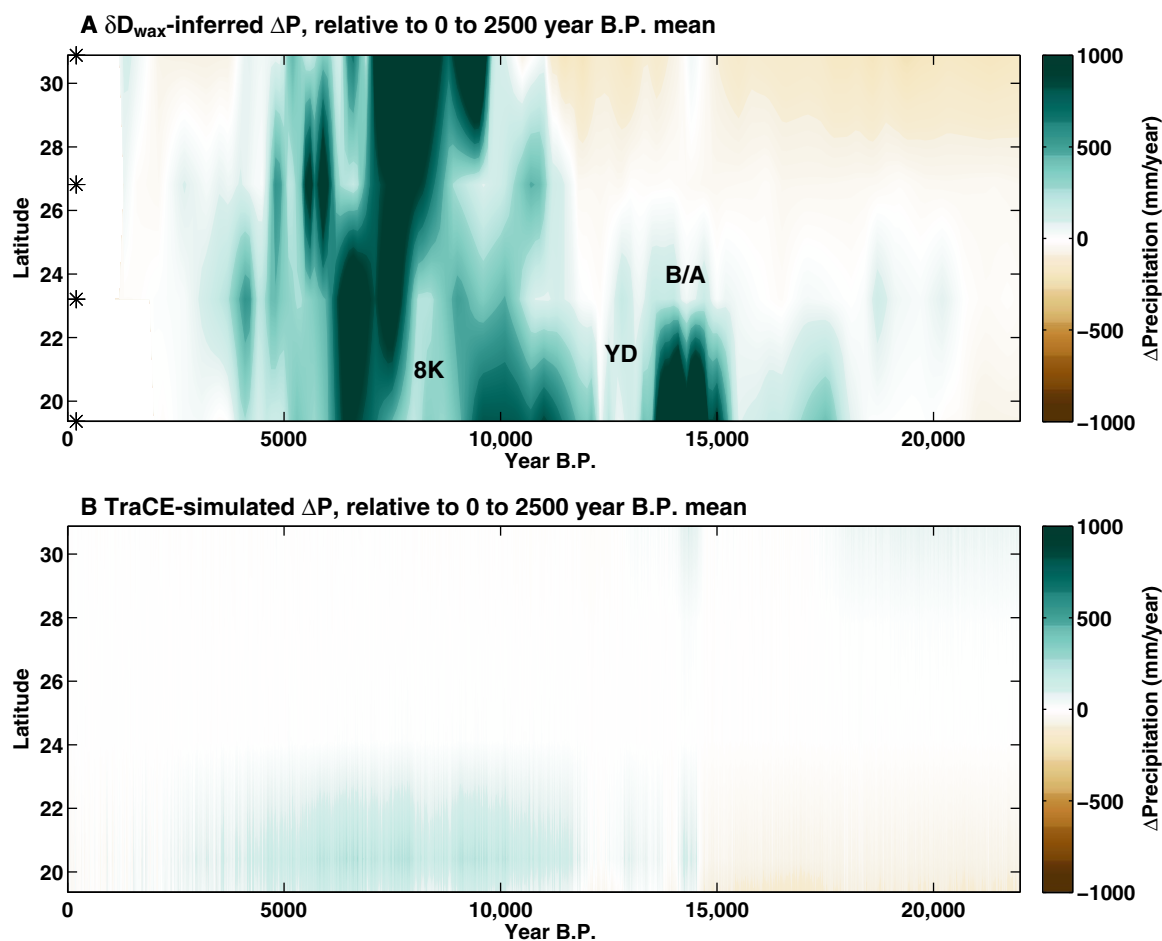 A δDwax-inferred ΔP, relative to 0 to 2500 year B.P. mean
30
28
26
24
22
20
Latitude
B/A
YD
8K
0 5000 10,000 15,000 20,000
Year B.P.
1000
500
0
−500
−1000
ΔPrecipitation (mm/year)
B TraCE-simulated ΔP, relative to 0 to 2500 year B.P. mean
30
28
26
24
22
20
Latitude
0 5000 10,000 15,000 20,000
Year B.P.
1000
500
0
−500
−1000
ΔPrecipitation (mm/year)